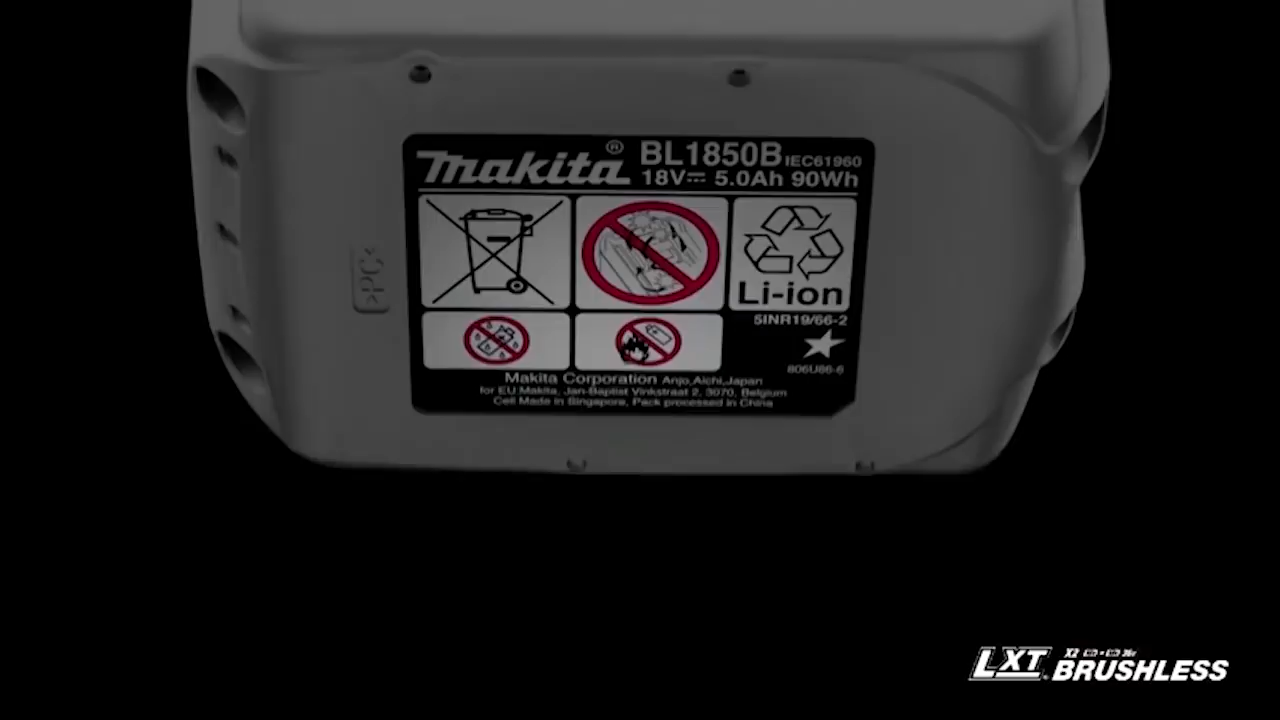 makita®
BL1850B IEC61960
18V⎓ 5.0Ah 90Wh
Li-ion
5INR19/66-2
806U86-6
Makita Corporation Anjo,Aichi,Japan
for EU Makita, Jan-Baptist Vinkstraat 2, 3070, Belgium
Cell Made in Singapore, Pack processed in China
>PC<
LXT X2
BRUSHLESS